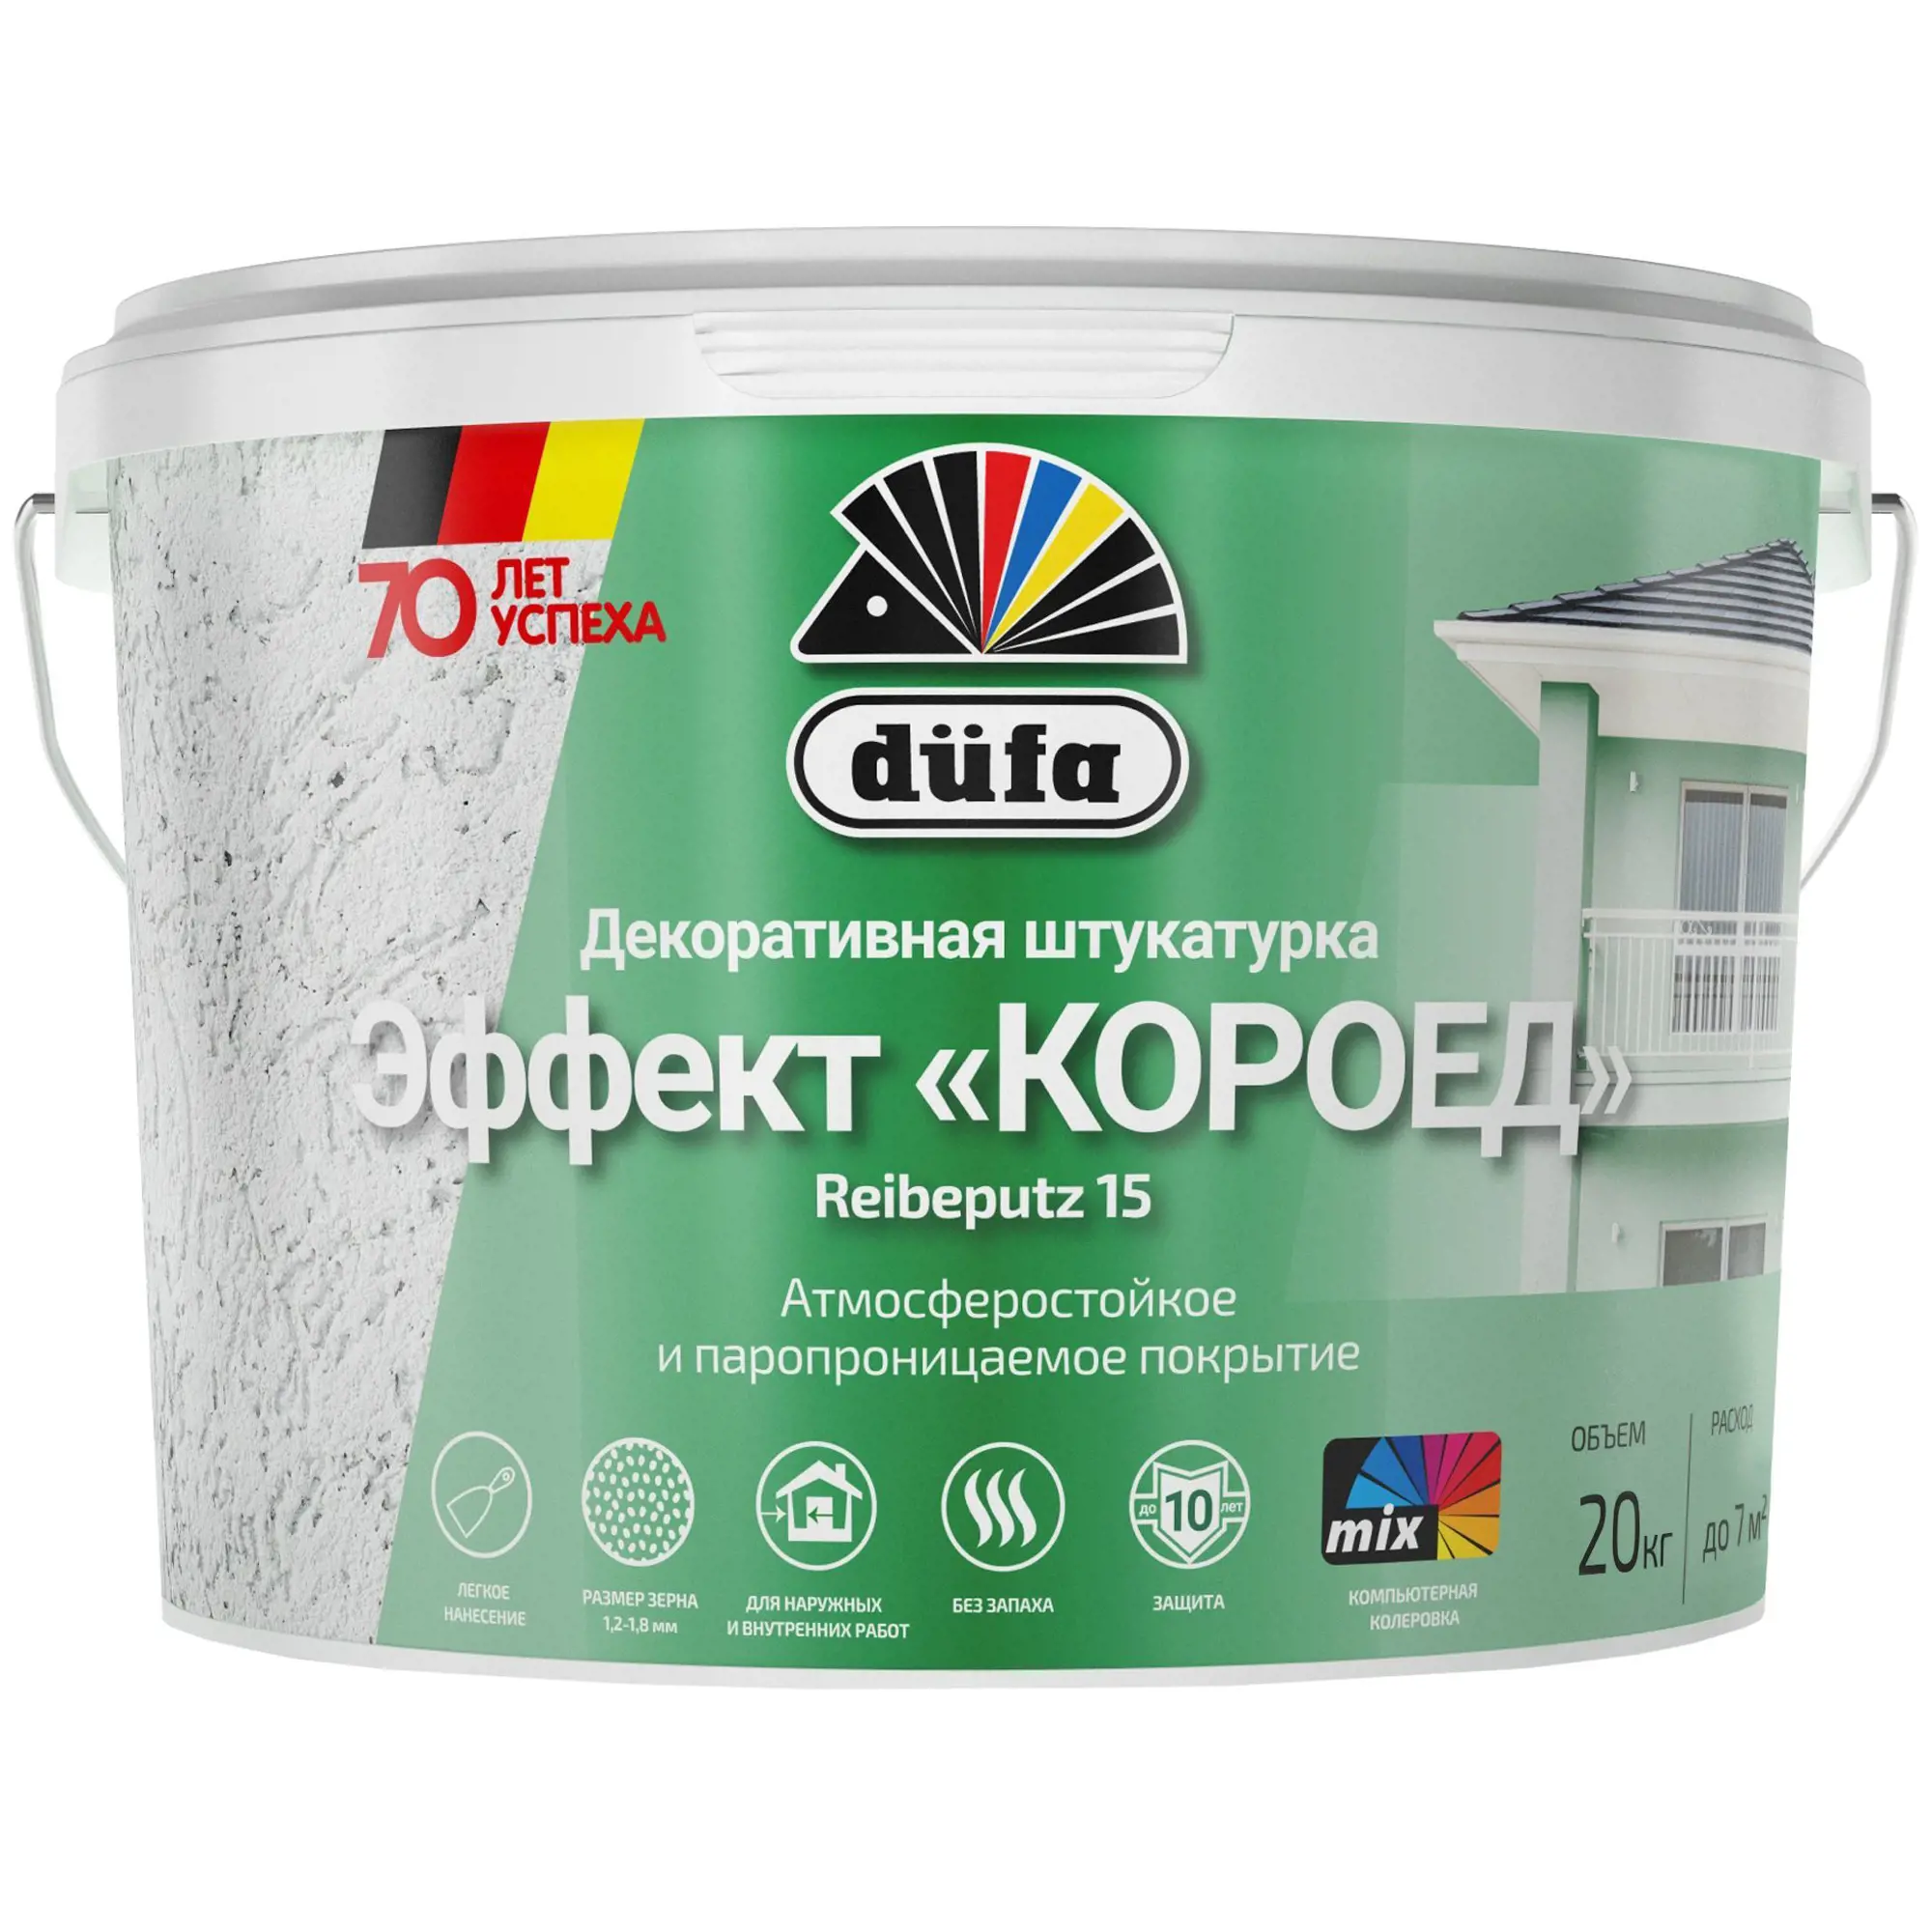 70 ЛЕТ
УСПЕХА
düfa
Декоративная штукатурка
Эффект «КОРОЕД»
Reibeputz 15
Атмосферостойкое
и паропроницаемое покрытие
ЛЕГКОЕ
НАНЕСЕНИЕ
РАЗМЕР ЗЕРНА
1,2-1,8 мм
ДЛЯ НАРУЖНЫХ
И ВНУТРЕННИХ РАБОТ
БЕЗ ЗАПАХА
до 10 лет
ЗАЩИТА
mix
КОМПЬЮТЕРНАЯ
КОЛЕРОВКА
ОБЪЕМ
20кг
РАСХОД
до 7 м²